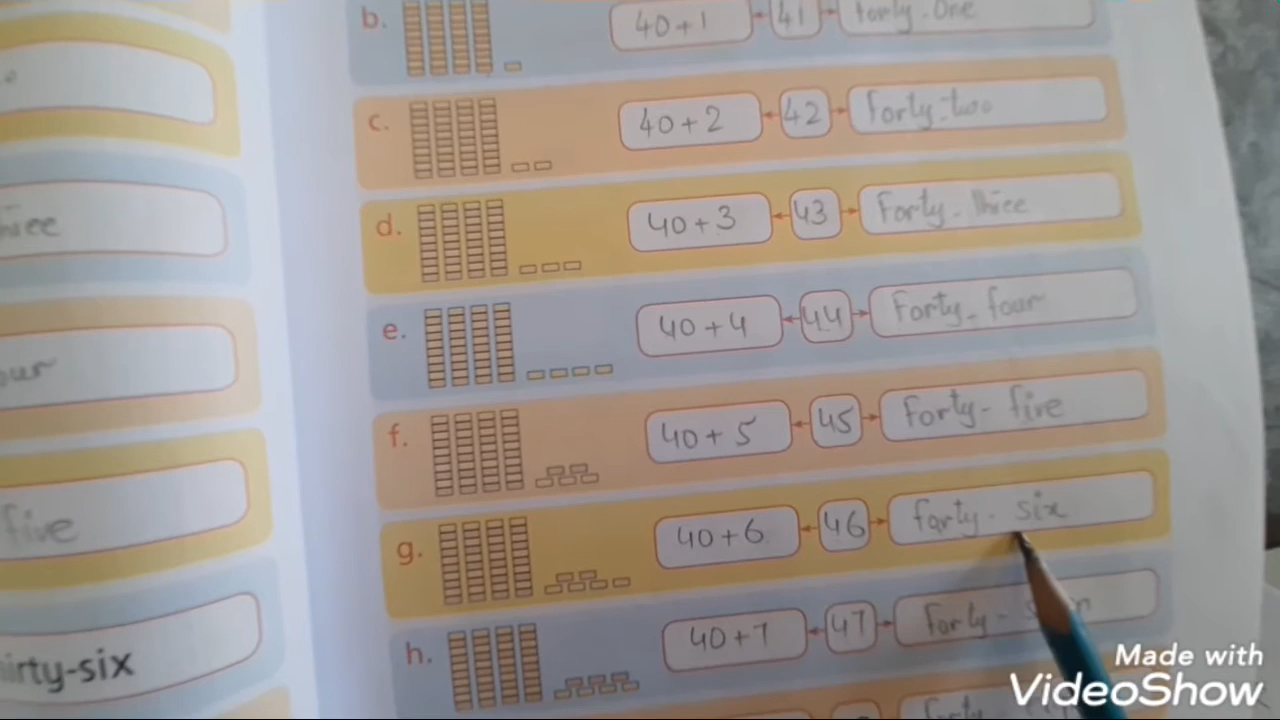 b. 40+1 41 forty-one
c. 40+2 42 Forty-two
d. 40+3 43 Forty-three
e. 40+4 44 Forty-four
f. 40+5 45 Forty-five
g. 40+6 46 forty-six
h. 40+7 47 forty-
five
irty-six
Made with
VideoShow